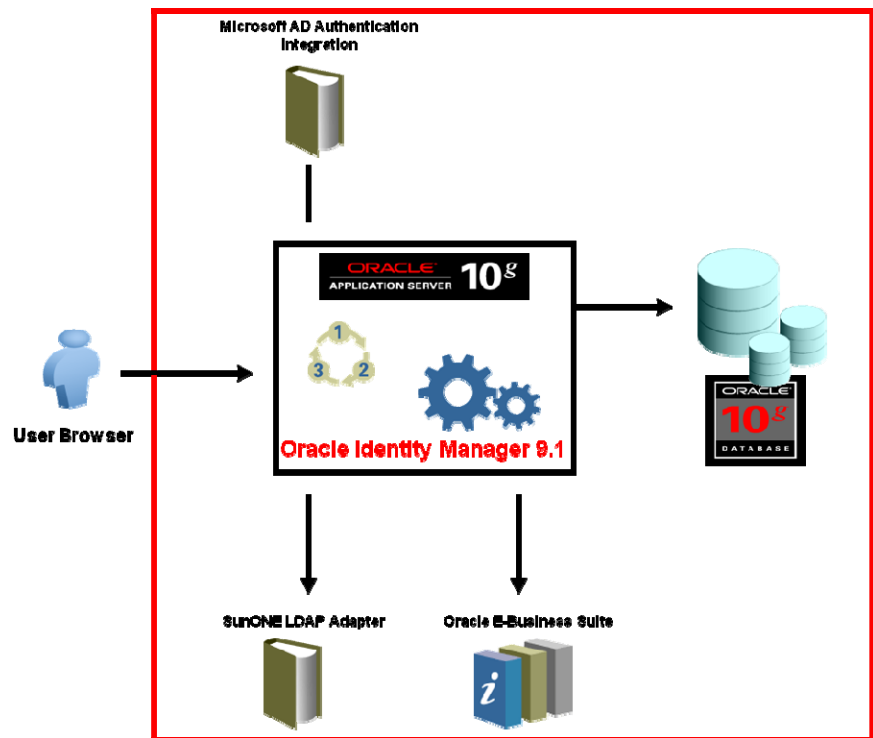 Microsoft AD Authentication
Integration
ORACLE
APPLICATION SERVER 10g
1
3 2
Oracle Identity Manager 9.1
User Browser
ORACLE
10g
DATABASE
SunONE LDAP Adapter
Oracle E-Business Suite
i